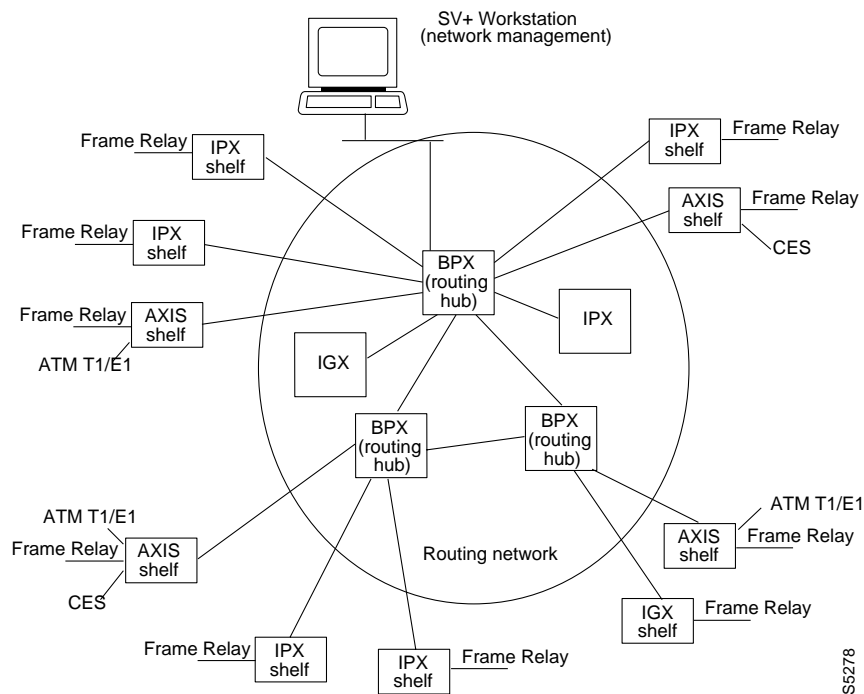 SV+ Workstation
(network management)
Frame Relay
IPX
shelf
IPX
shelf
Frame Relay
Frame Relay
IPX
shelf
AXIS
shelf
Frame Relay
CES
BPX
(routing
hub)
Frame Relay
AXIS
shelf
ATM T1/E1
IPX
IGX
BPX
(routing
hub)
BPX
(routing
hub)
ATM T1/E1
Frame Relay
AXIS
shelf
CES
ATM T1/E1
AXIS
shelf
Frame Relay
Routing network
IGX
shelf
Frame Relay
Frame Relay
IPX
shelf
IPX
shelf
Frame Relay
S5278